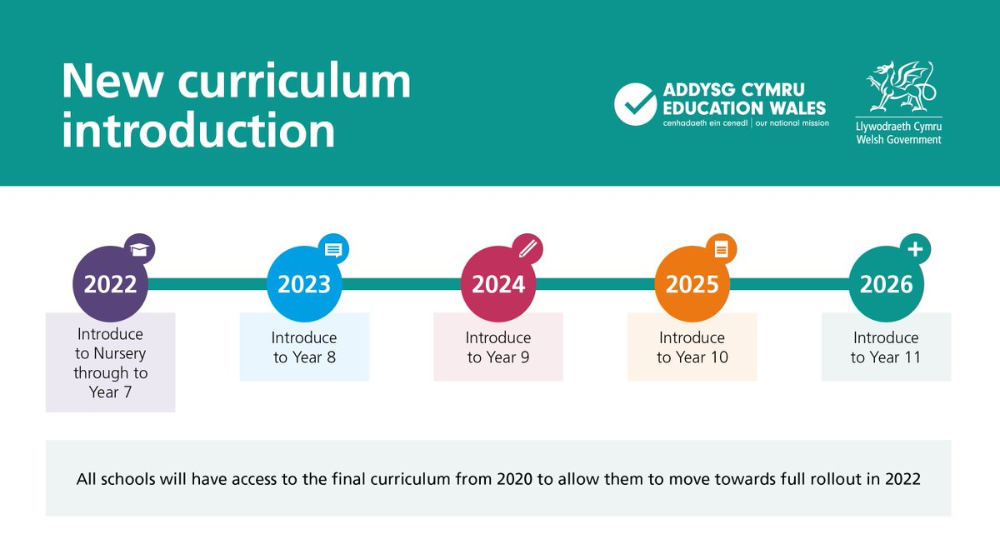 New curriculum
introduction
ADDYSG CYMRU
EDUCATION WALES
cenhadaeth ein cenedl | our national mission
Llywodraeth Cymru
Welsh Government
2022
Introduce
to Nursery
through to
Year 7
2023
Introduce
to Year 8
2024
Introduce
to Year 9
2025
Introduce
to Year 10
2026
Introduce
to Year 11
All schools will have access to the final curriculum from 2020 to allow them to move towards full rollout in 2022